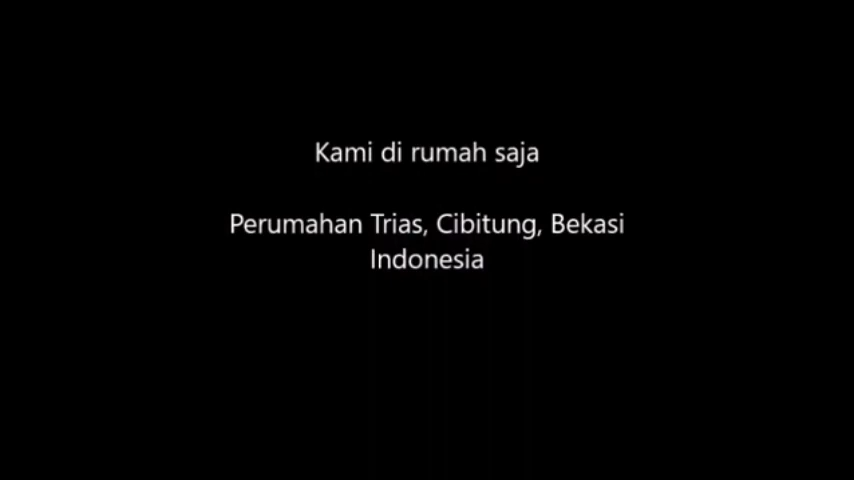 Kami di rumah saja
Perumahan Trias, Cibitung, Bekasi
Indonesia